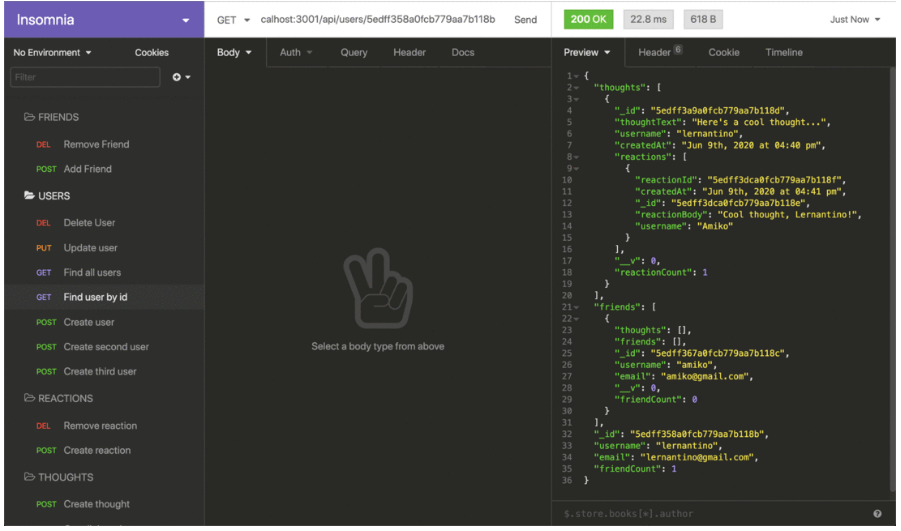 Insomnia
GET calhost:3001/api/users/5edff358a0fcb779aa7b118b Send
200 OK 22.8 ms 618 B Just Now
No Environment Cookies
Body Auth Query Header Docs
Preview Header 6 Cookie Timeline
Filter
FRIENDS
DEL Remove Friend
POST Add Friend
USERS
DEL Delete User
PUT Update user
GET Find all users
GET Find user by id
POST Create user
POST Create second user
POST Create third user
REACTIONS
DEL Remove reaction
POST Create reaction
THOUGHTS
POST Create thought
Select a body type from above
1 {
2 "thoughts": [
3 {
4 "_id": "5edff3a9a0fcb779aa7b118d",
5 "thoughtText": "Here's a cool thought...",
6 "username": "lernantino",
7 "createdAt": "Jun 9th, 2020 at 04:40 pm",
8 "reactions": [
9 {
10 "reactionId": "5edff3dca0fcb779aa7b118f",
11 "createdAt": "Jun 9th, 2020 at 04:41 pm",
12 "_id": "5edff3dca0fcb779aa7b118e",
13 "reactionBody": "Cool thought, Lernantino!",
14 "username": "Amiko"
15 }
16 ],
17 "__v": 0,
18 "reactionCount": 1
19 }
20 ],
21 "friends": [
22 {
23 "thoughts": [],
24 "friends": [],
25 "_id": "5edff367a0fcb779aa7b118c",
26 "username": "amiko",
27 "email": "amiko@gmail.com",
28 "__v": 0,
29 "friendCount": 0
30 }
31 ],
32 "_id": "5edff358a0fcb779aa7b118b",
33 "username": "lernantino",
34 "email": "lernantino@gmail.com",
35 "friendCount": 1
36 }
$.store.books[*].author